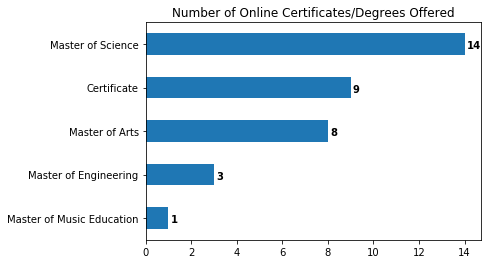 Number of Online Certificates/Degrees Offered
Master of Science 14
Certificate 9
Master of Arts 8
Master of Engineering 3
Master of Music Education 1
0 2 4 6 8 10 12 14